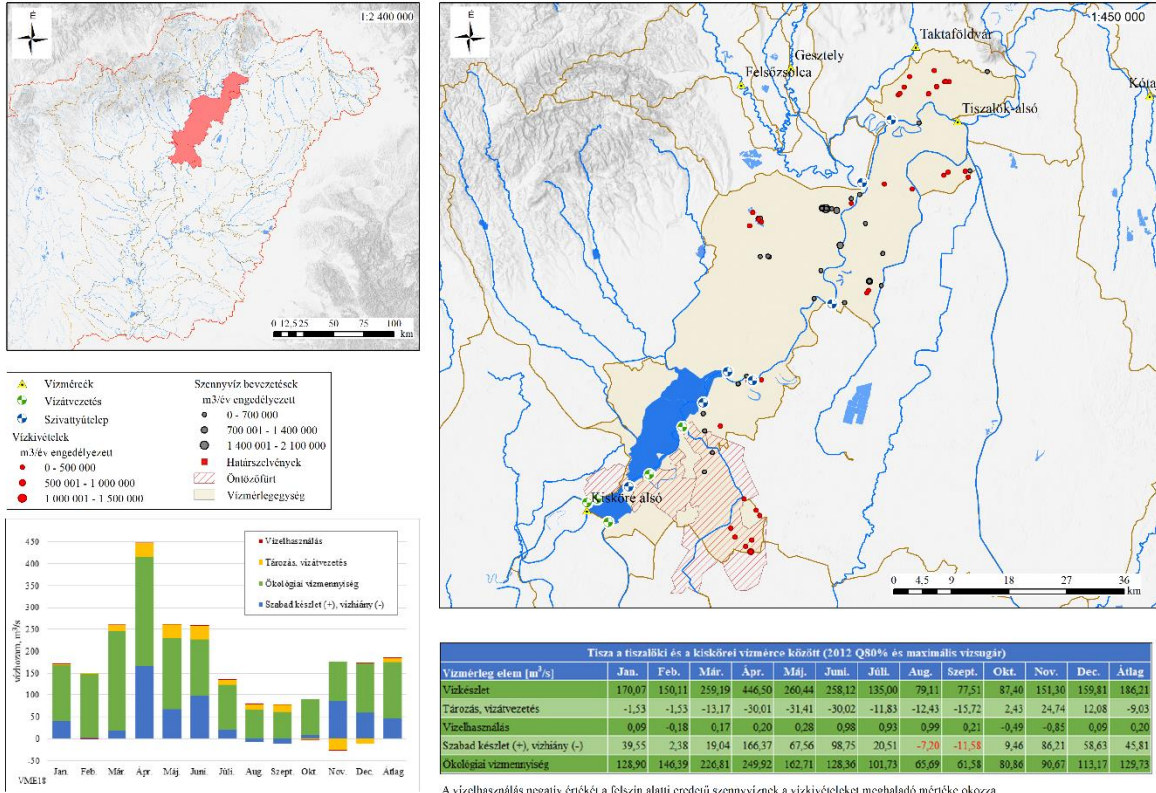 É
1:2 400 000
0 12,5 25 50 75 100
km
Vízmércék
Vízátvezetés
Szivattyútelep
Vízkivételek
m3/év engedélyezett
0 - 500 000
500 001 - 1 000 000
1 000 001 - 1 500 000
Szennyvíz bevezetések
m3/év engedélyezett
0 - 700 000
700 001 - 1 400 000
1 400 001 - 2 100 000
Határszelvények
Öntözőfürt
Vízmérlegegység
É
1:450 000
Taktaföldvár
Gesztely
Felsőzsolca
Kótaj
Tiszalök-alsó
Kisköre alsó
0 4,5 9 18 27 36
km
vízhozam, m³/s
450
400
350
300
250
200
150
100
50
0
-50
Vízelhasználás
Tározás, vízátvezetés
Ökológiai vízmennyiség
Szabad készlet (+), vízhiány (-)
Jan. Feb. Már. Ápr. Máj. Juni. Júli. Aug. Szept. Okt. Nov. Dec. Átlag
VME18
Tisza a tiszalöki és a kiskörei vízmérce között (2012 Q80% és maximális vízsugár)
Vízmérleg elem [m³/s] Jan. Feb. Már. Ápr. Máj. Juni. Júli. Aug. Szept. Okt. Nov. Dec. Átlag
Vízkészlet 170,07 150,11 259,19 446,50 260,44 258,12 135,00 79,11 77,51 87,40 151,30 159,81 186,21
Tározás, vízátvezetés -1,53 -1,53 -13,17 -30,01 -31,41 -30,02 -11,83 -12,43 -15,72 2,43 24,74 12,08 -9,03
Vízelhasználás 0,09 -0,18 0,17 0,20 0,28 0,98 0,93 0,99 0,21 -0,49 -0,85 0,09 0,20
Szabad készlet (+), vízhiány (-) 39,55 2,38 19,04 166,37 67,56 98,75 20,51 -7,20 -11,58 9,46 86,21 58,63 45,81
Ökológiai vízmennyiség 128,90 146,39 226,81 249,92 162,71 128,36 101,73 65,69 61,58 80,86 90,67 113,17 129,73
A vízelhasználás negatív értékét a felszín alatti eredetű szennyvíznek a vízkivételeket meghaladó mértéke okozza